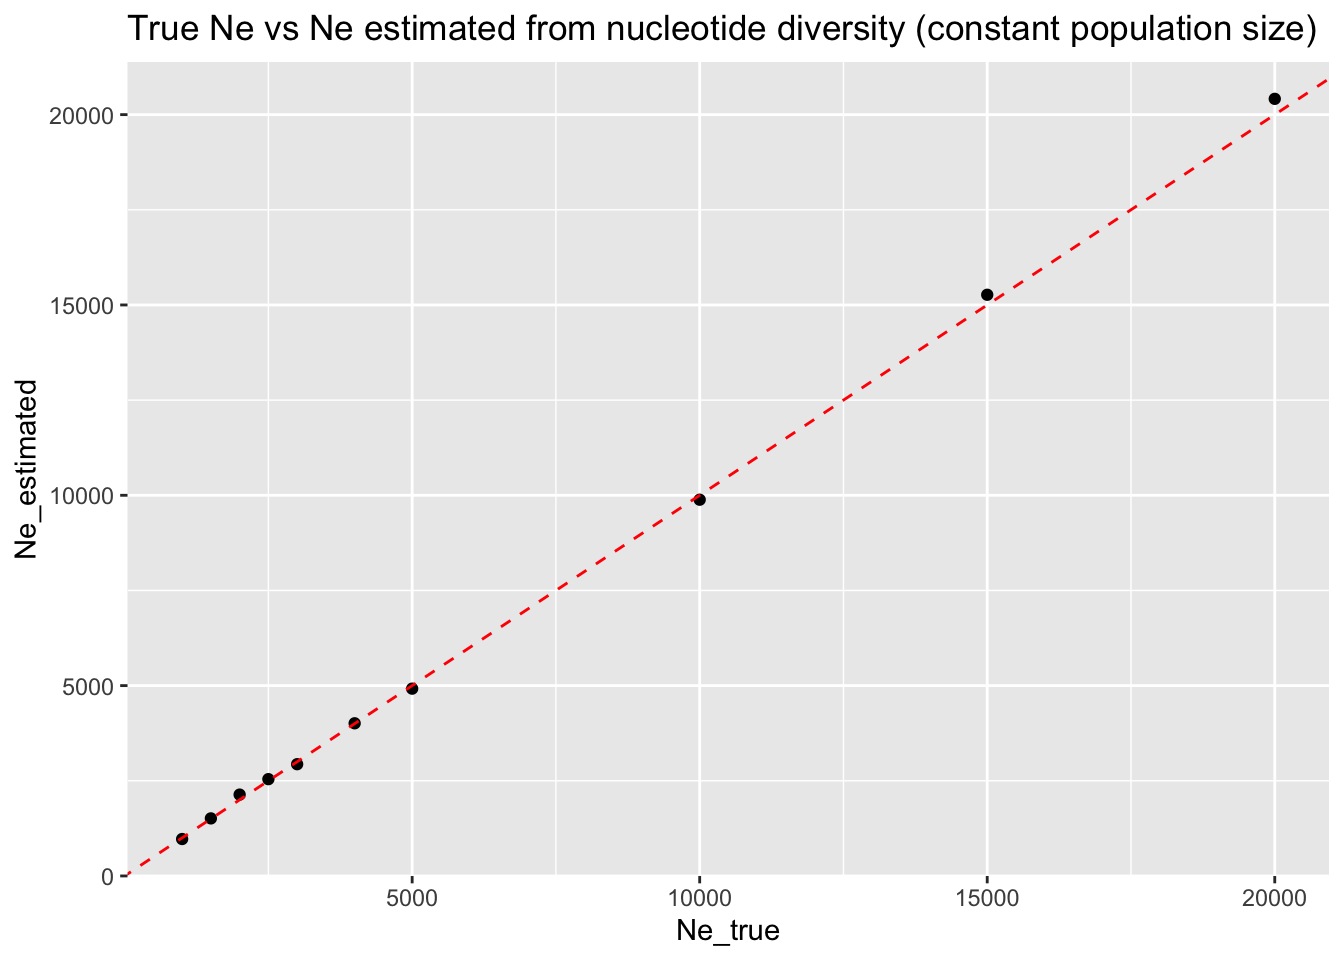 True Ne vs Ne estimated from nucleotide diversity (constant population size)
Ne_estimated
20000
15000
10000
5000
0
5000 10000 15000 20000
Ne_true